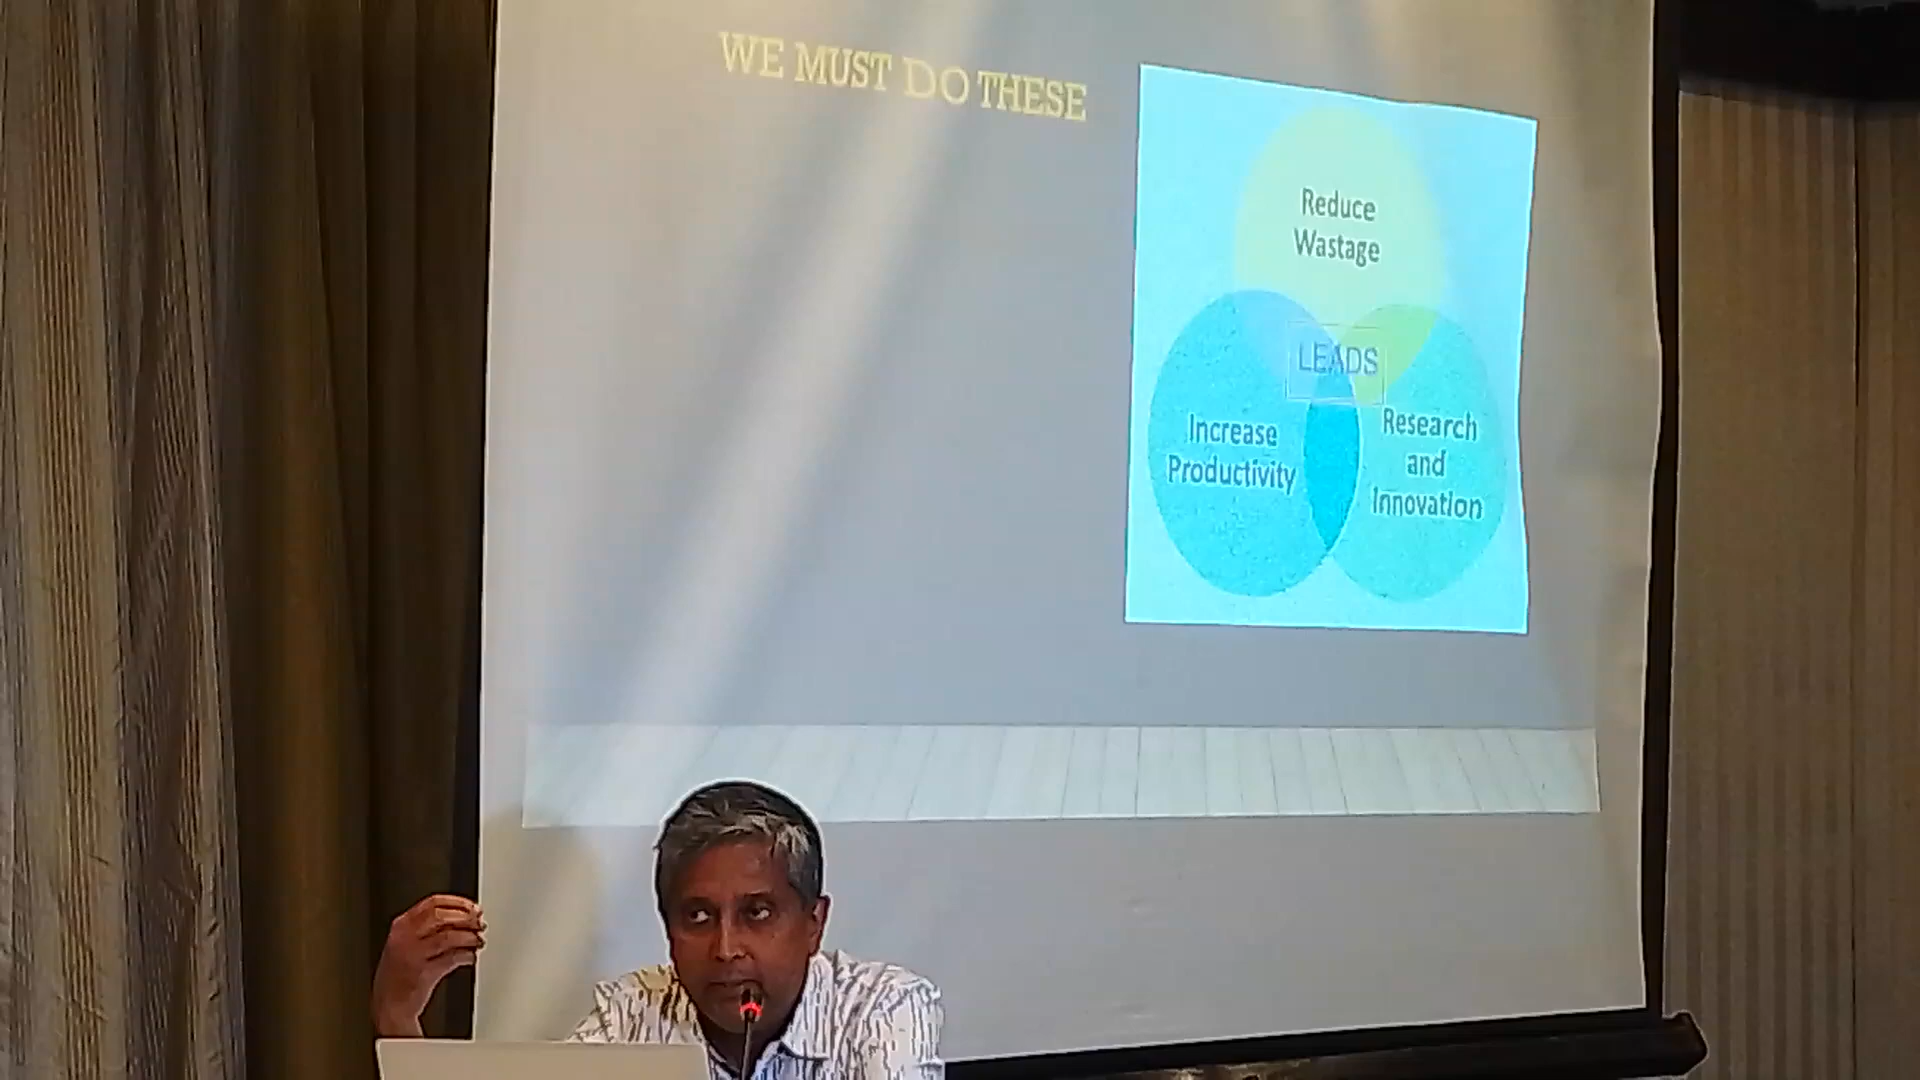 WE MUST DO THESE
Reduce
Wastage
LEADS
Increase
Productivity
Research
and
Innovation